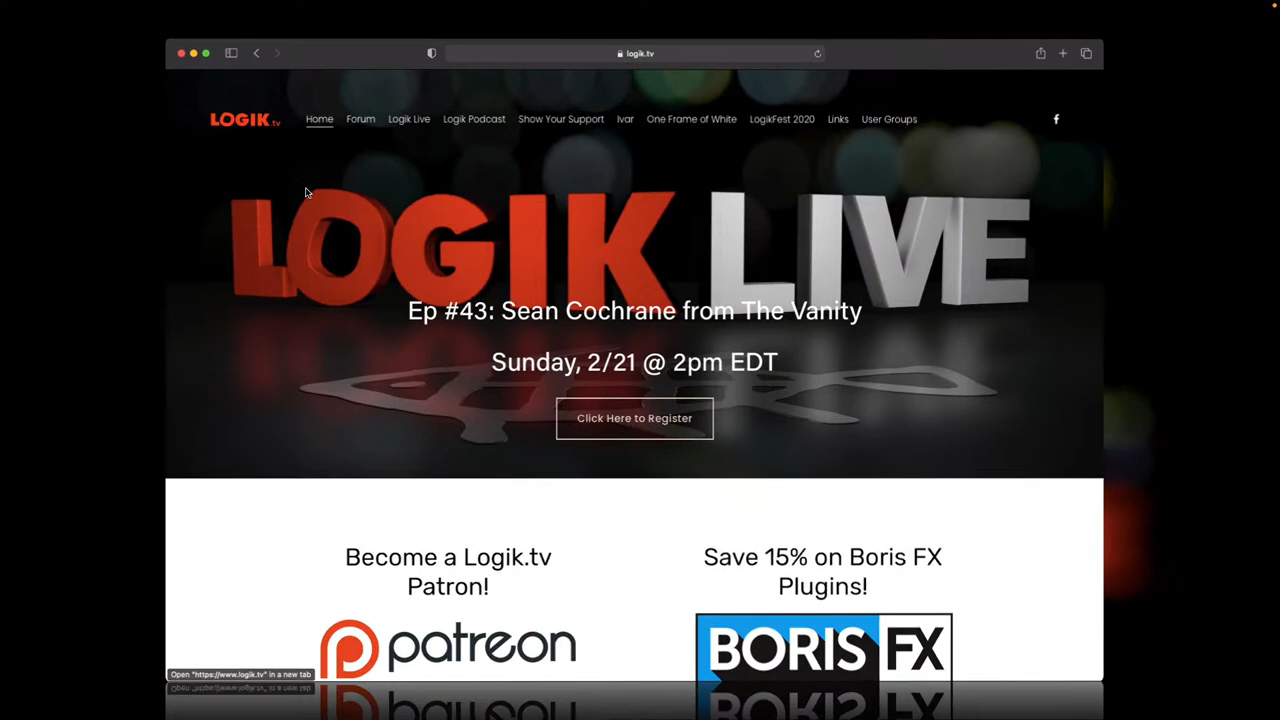 logik.tv
LOGIK.tv Home Forum Logik Live Logik Podcast Show Your Support Ivar One Frame of White LogikFest 2020 Links User Groups
LOGIK LIVE
Ep #43: Sean Cochrane from The Vanity
Sunday, 2/21 @ 2pm EDT
Click Here to Register
Become a Logik.tv
Patron!
Save 15% on Boris FX
Plugins!
patreon
BORIS FX
Open "https://www.logik.tv" in a new tab